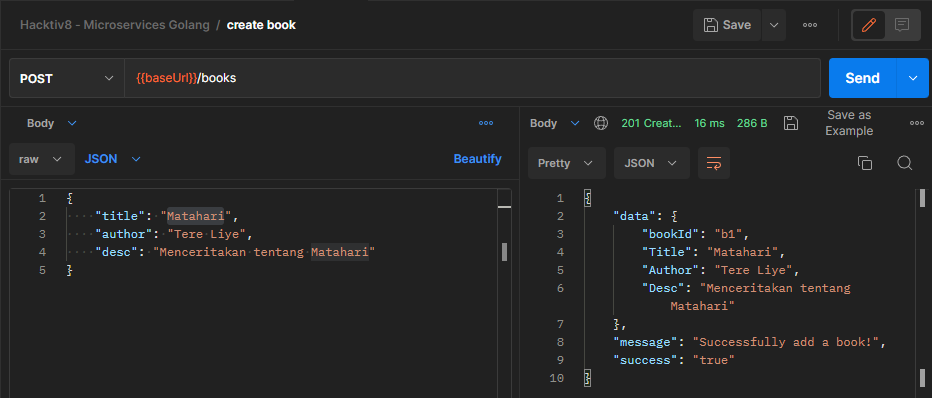 Hacktiv8 - Microservices Golang / create book
Save
POST
{{baseUrl}}/books
Send
Body
raw
JSON
Beautify
1 {
2 "title": "Matahari",
3 "author": "Tere Liye",
4 "desc": "Menceritakan tentang Matahari"
5 }
Body
201 Creat...
16 ms
286 B
Save as
Example
Pretty
JSON
1 {
2 "data": {
3 "bookId": "b1",
4 "Title": "Matahari",
5 "Author": "Tere Liye",
6 "Desc": "Menceritakan tentang
Matahari"
7 },
8 "message": "Successfully add a book!",
9 "success": "true"
10 }